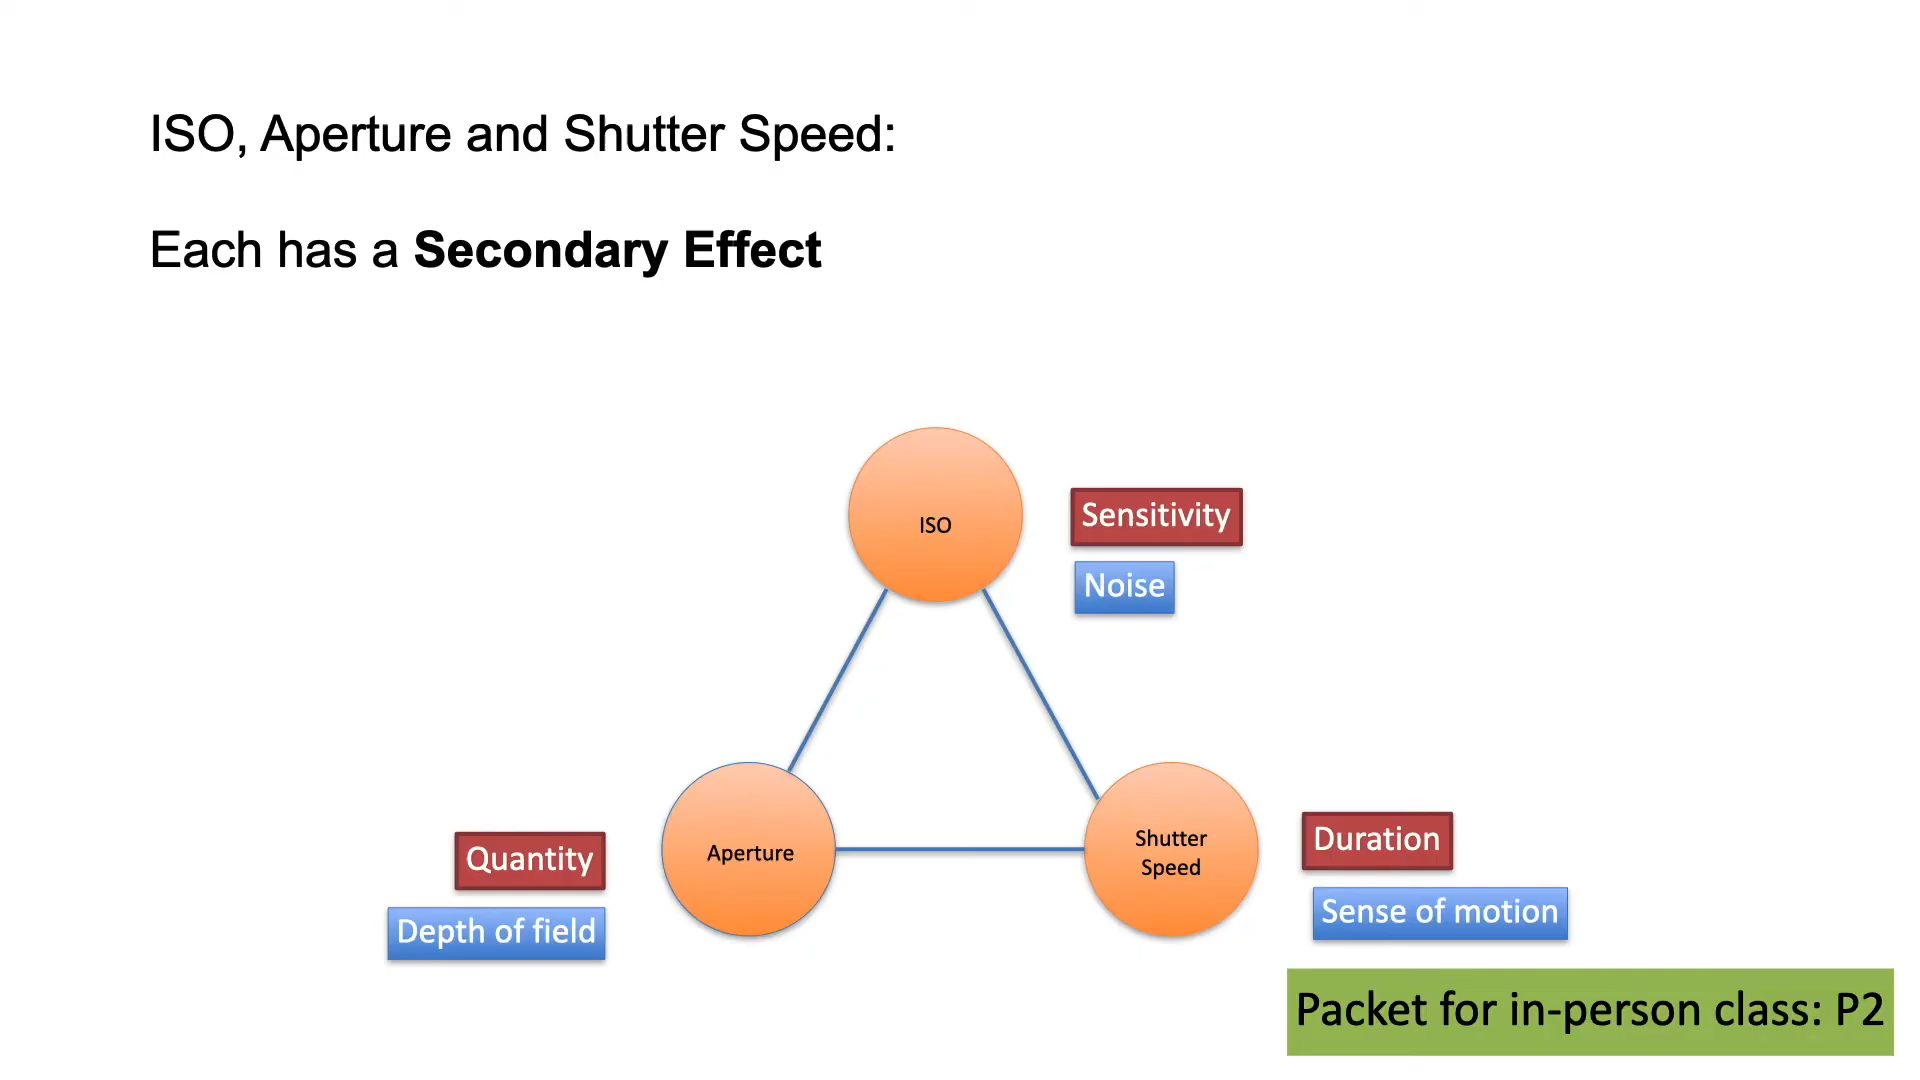 ISO, Aperture and Shutter Speed:
Each has a Secondary Effect
ISO
Sensitivity
Noise
Aperture
Quantity
Depth of field
Shutter
Speed
Duration
Sense of motion
Packet for in-person class: P2